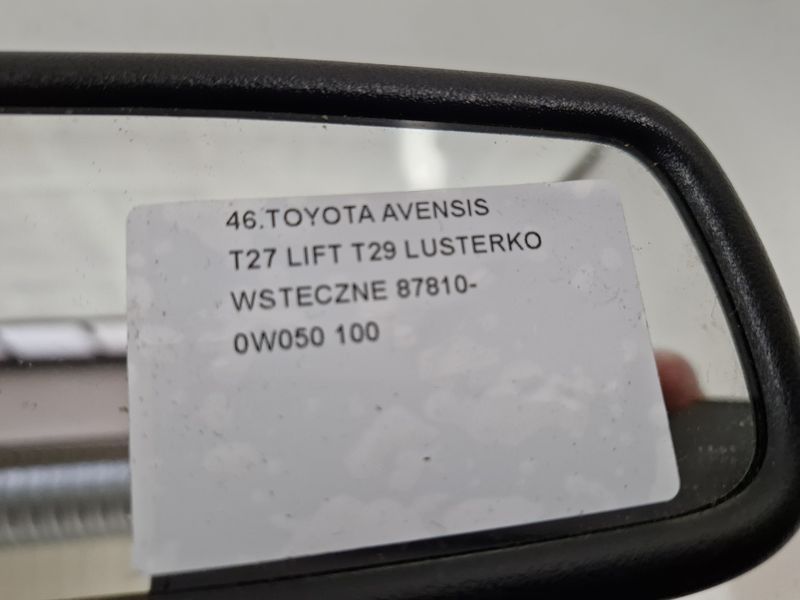 46.TOYOTA AVENSIS
T27 LIFT T29 LUSTERKO
WSTECZNE 87810-
0W050 100